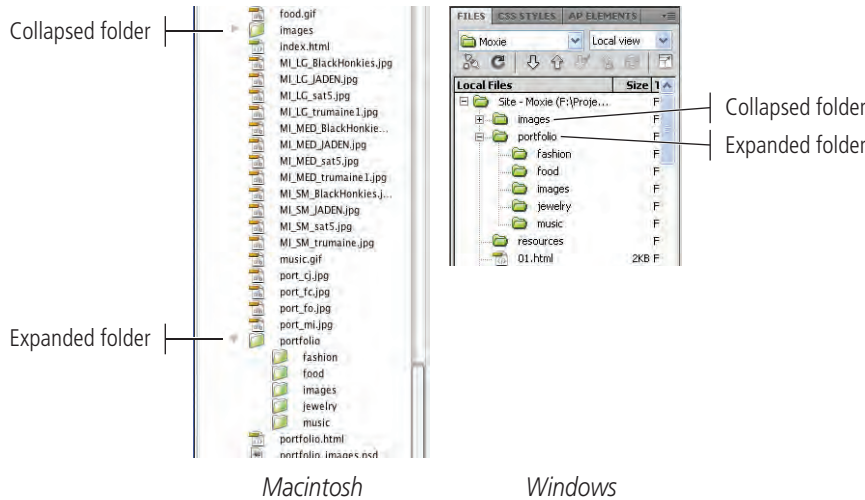 Collapsed folder
food.gif
images
index.html
MI_LG_BlackHonkies.jpg
MI_LG_JADEN.jpg
MI_LG_sat5.jpg
MI_LG_trumaine1.jpg
MI_MED_BlackHonkie...
MI_MED_JADEN.jpg
MI_MED_sat5.jpg
MI_MED_trumaine1.jpg
MI_SM_BlackHonkies.j...
MI_SM_JADEN.jpg
MI_SM_sat5.jpg
MI_SM_trumaine.jpg
music.gif
port_cj.jpg
port_fc.jpg
port_fo.jpg
port_mi.jpg
Expanded folder
portfolio
fashion
food
images
jewelry
music
portfolio.html
portfolio_images.psd
Macintosh
FILES CSS STYLES AP ELEMENTS
Moxie Local view
Local Files Size T
Site - Moxie (F:\Proje... F
images F
Collapsed folder
portfolio F
Expanded folder
fashion F
food F
images F
jewelry F
music F
resources F
01.html 2KB F
Windows